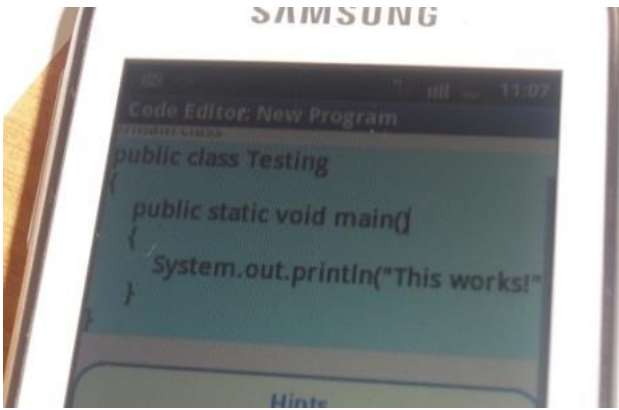 SAMSUNG
11:07
Code Editor: New Program
public class Testing
{
public static void main()
{
System.out.println("This works!"
}
}
Hints